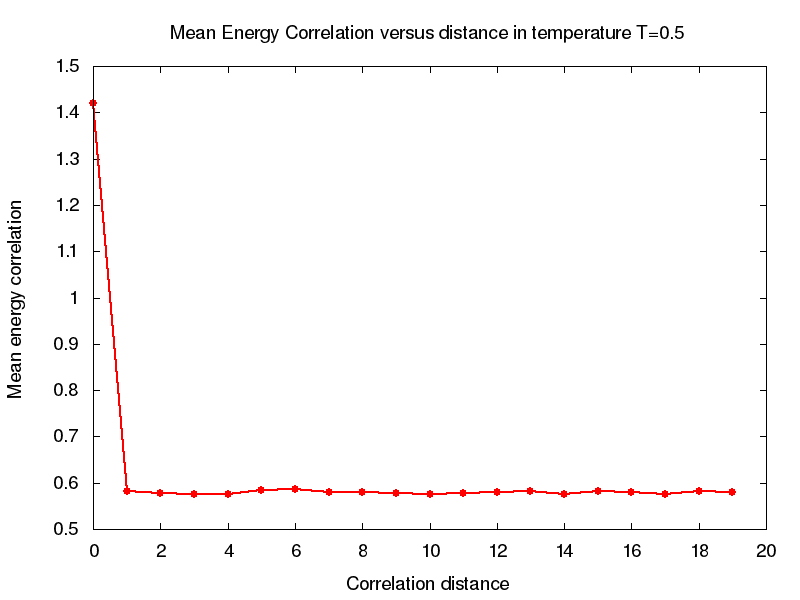 Mean Energy Correlation versus distance in temperature T=0.5
1.5
1.4
1.3
1.2
1.1
1
0.9
0.8
0.7
0.6
0.5
Mean energy correlation
0 2 4 6 8 10 12 14 16 18 20
Correlation distance